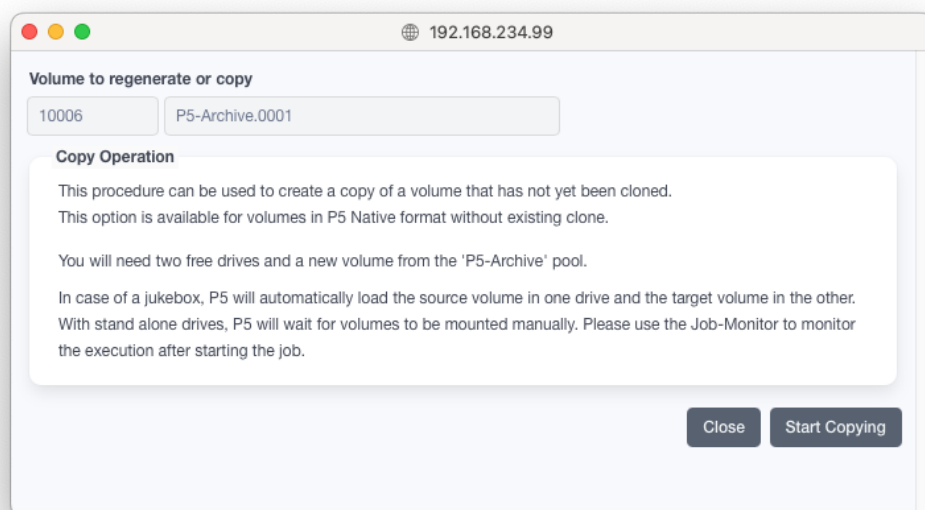 192.168.234.99
Volume to regenerate or copy
10006 P5-Archive.0001
Copy Operation
This procedure can be used to create a copy of a volume that has not yet been cloned.
This option is available for volumes in P5 Native format without existing clone.
You will need two free drives and a new volume from the 'P5-Archive' pool.
In case of a jukebox, P5 will automatically load the source volume in one drive and the target volume in the other.
With stand alone drives, P5 will wait for volumes to be mounted manually. Please use the Job-Monitor to monitor
the execution after starting the job.
Close Start Copying